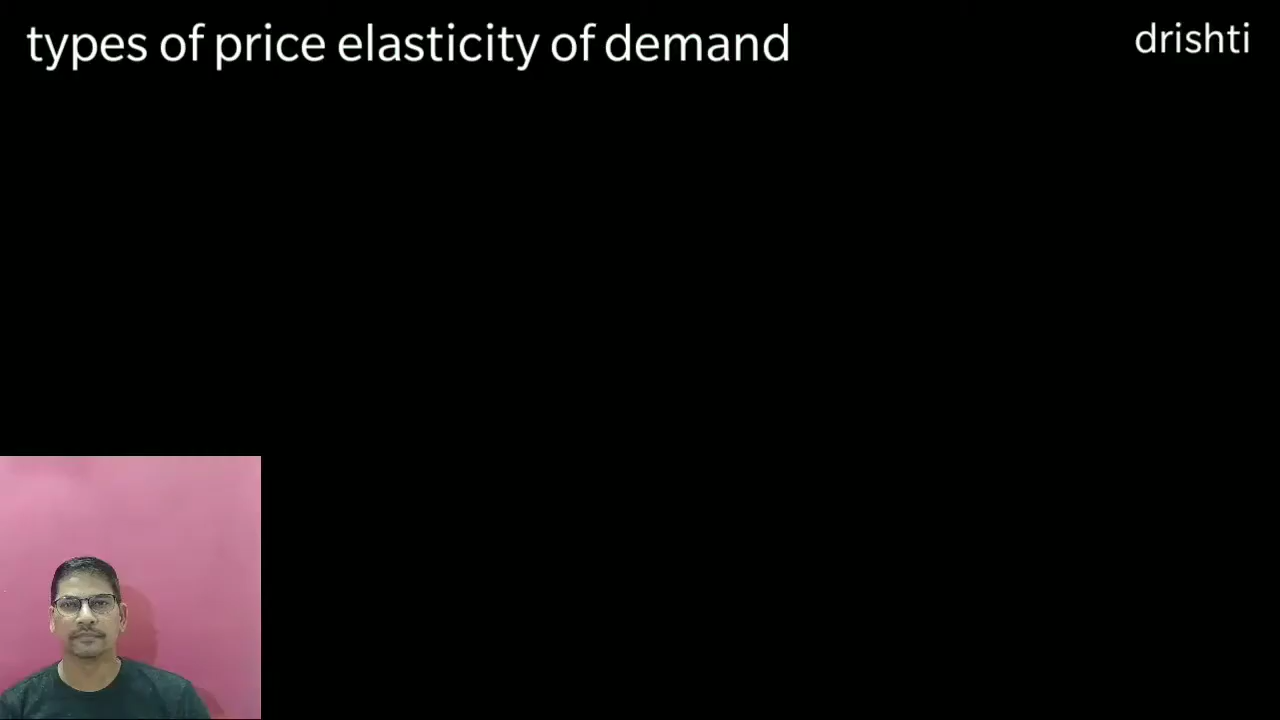 types of price elasticity of demand
drishti